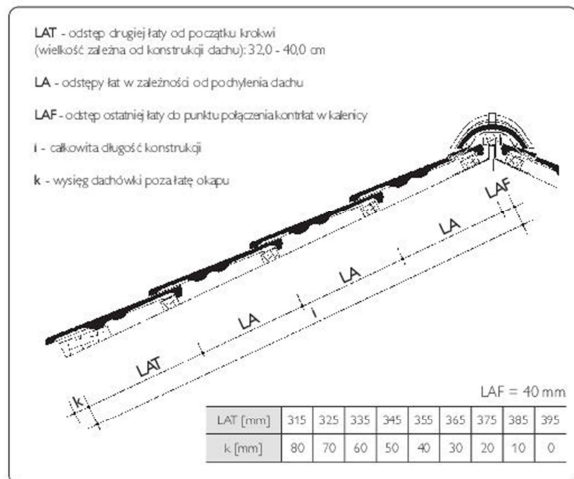 LAT - odstęp drugiej łaty od początku krokwi
(wielkość zależna od konstrukcji dachu): 32,0 - 40,0 cm
LA - odstępy łat w zależności od pochylenia dachu
LAF - odstęp ostatniej łaty do punktu połączenia kontrłat w kalenicy
i - całkowita długość konstrukcji
k - wysięg dachówki poza łatę okapu
LAF
LA
LA
LA
i
LAT
k
LAF = 40 mm
LAT [mm] 315 325 335 345 355 365 375 385 395
k [mm] 80 70 60 50 40 30 20 10 0